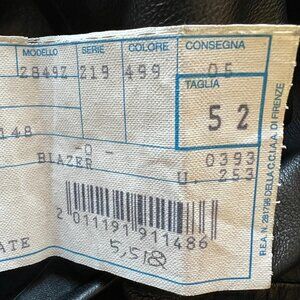 MODELLO SERIE COLORE CONSEGNA
2849Z 219 499 05
TAGLIA
52
148
-0-
BLAZER 0393
U. 253
2 011191 911486
5,518
ATE
R.E.A. N. 281798 DELLA C.C.I.A.A. DI FIRENZE